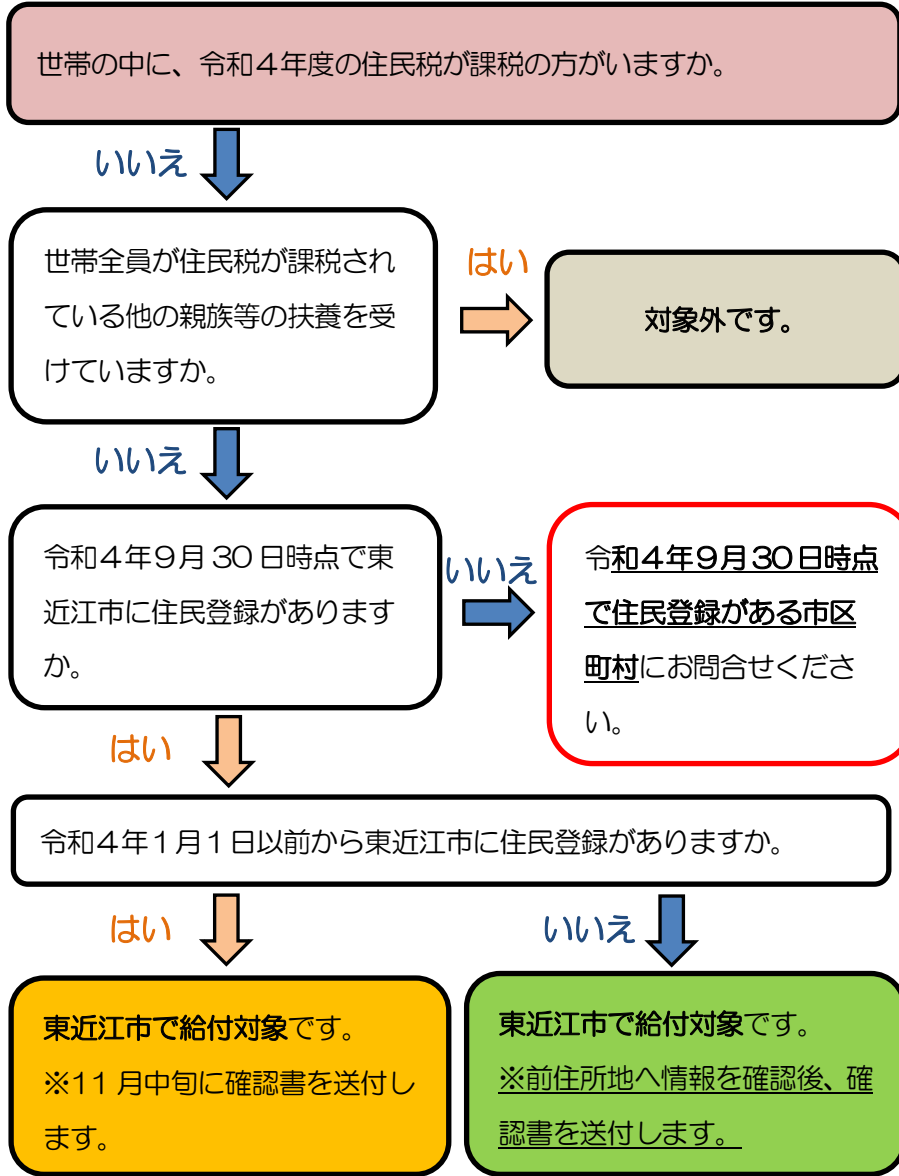 世帯の中に、令和４年度の住民税が課税の方がいますか。
いいえ
世帯全員が住民税が課税され
ている他の親族等の扶養を受
けていますか。
はい
対象外です。
いいえ
令和４年９月 30 日時点で東
近江市に住民登録があります
か。
いいえ
令和４年９月３０日時点
で住民登録がある市区
町村にお問合せくださ
い。
はい
令和４年１月１日以前から東近江市に住民登録がありますか。
はい
いいえ
東近江市で給付対象です。
※11 月中旬に確認書を送付し
ます。
東近江市で給付対象です。
※前住所地へ情報を確認後、確
認書を送付します。